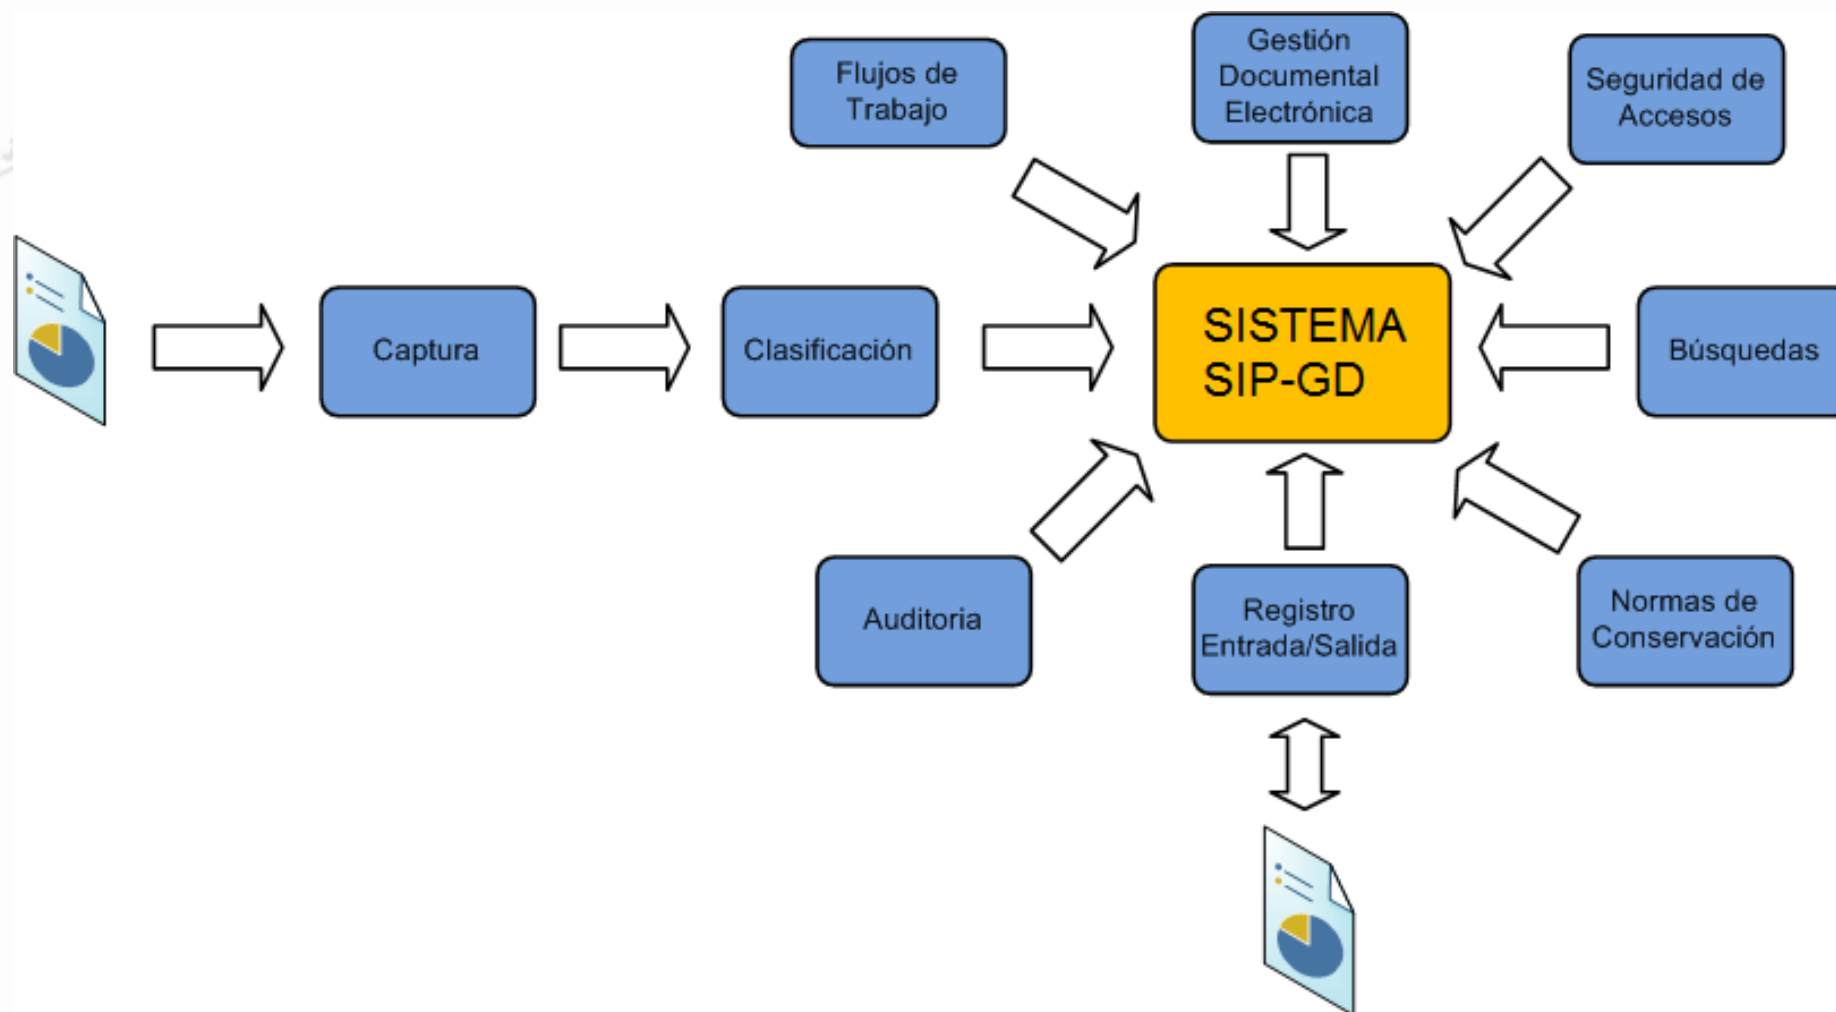 Flujos de
Trabajo
Gestión
Documental
Electrónica
Seguridad de
Accesos
Captura
Clasificación
SISTEMA
SIP-GD
Búsquedas
Auditoria
Registro
Entrada/Salida
Normas de
Conservación